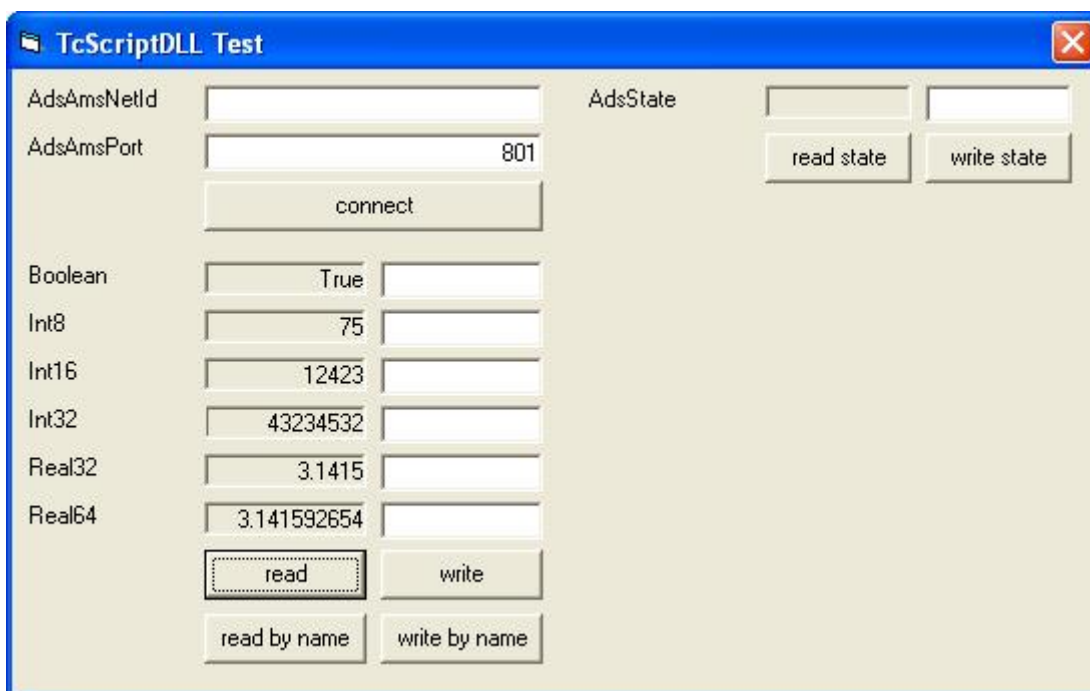 TcScriptDLL Test
AdsAmsNetId
AdsState
AdsAmsPort 801
read state write state
connect
Boolean True
Int8 75
Int16 12423
Int32 43234532
Real32 3.1415
Real64 3.141592654
read write
read by name write by name